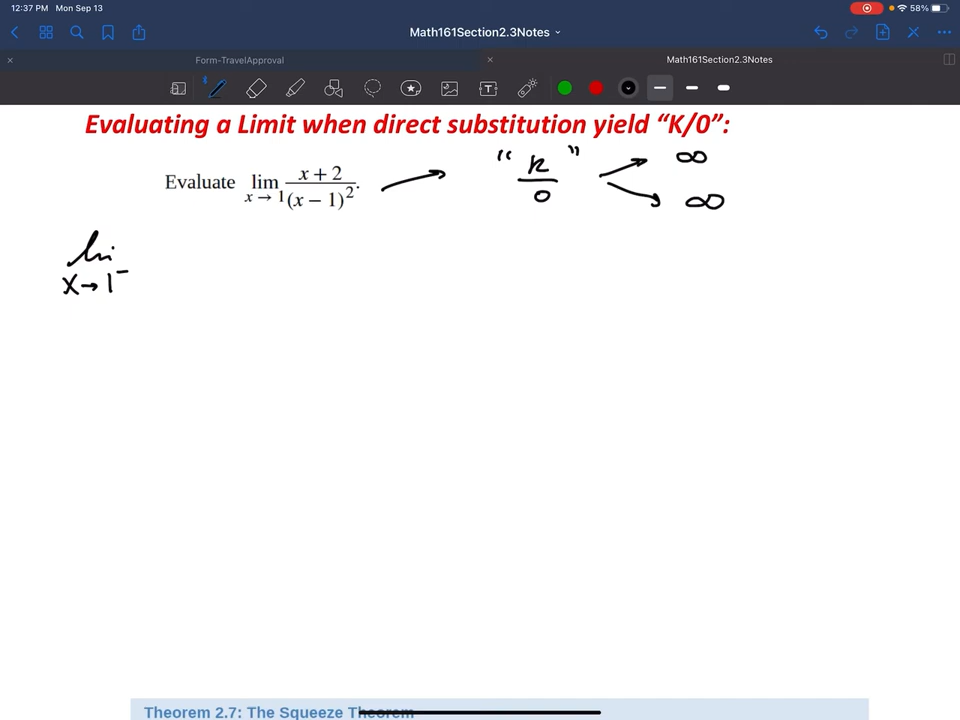 12:37 PM Mon Sep 13
58%
Math161Section2.3Notes
Form-TravelApproval
Math161Section2.3Notes
T
Evaluating a Limit when direct substitution yield “K/0”:
Evaluate lim x → 1 (x + 2)/(x − 1)².
“ k/0 ” ∞
∞
lim
x → 1⁻
Theorem 2.7: The Squeeze Theorem